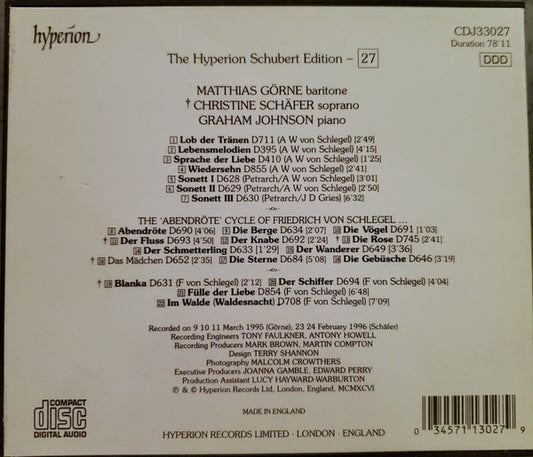 hyperion
CDJ33027
Duration 78'11
DDD
The Hyperion Schubert Edition – 27
MATTHIAS GÖRNE baritone
† CHRISTINE SCHÄFER soprano
GRAHAM JOHNSON piano
1 Lob der Tränen D711 (A W von Schlegel) [2'49]
2 Lebensmelodien D395 (A W von Schlegel) [4'15]
3 Sprache der Liebe D410 (A W von Schlegel) [1'25]
4 Wiedersehn D855 (A W von Schlegel) [2'41]
5 Sonett I D628 (Petrarch/A W von Schlegel) [3'01]
6 Sonett II D629 (Petrarch/A W von Schlegel) [2'50]
7 Sonett III D630 (Petrarch/J D Gries) [6'32]
THE 'ABENDRÖTE' CYCLE OF FRIEDRICH VON SCHLEGEL ...
8 Abendröte D690 [4'06] 9 Die Berge D634 [2'07] 10 Die Vögel D691 [1'03]
† 11 Der Fluss D693 [4'50] 12 Der Knabe D692 [2'24] † 13 Die Rose D745 [2'41]
14 Der Schmetterling D633 [1'29] 15 Der Wanderer D649 [3'36]
† 16 Das Mädchen D652 [2'35] 17 Die Sterne D684 [5'08] 18 Die Gebüsche D646 [3'19]
† 19 Blanka D631 (F von Schlegel) [2'12] 20 Der Schiffer D694 (F von Schlegel) [4'04]
21 Fülle der Liebe D854 (F von Schlegel) [6'48]
22 Im Walde (Waldesnacht) D708 (F von Schlegel) [7'09]
Recorded on 9 10 11 March 1995 (Görne); 23 24 February 1996 (Schäfer)
Recording Engineers TONY FAULKNER, ANTONY HOWELL
Recording Producers MARK BROWN, MARTIN COMPTON
Design TERRY SHANNON
Photography MALCOLM CROWTHERS
Executive Producers JOANNA GAMBLE, EDWARD PERRY
Production Assistant LUCY HAYWARD-WARBURTON
℗ & © Hyperion Records Ltd, London, England, MCMXCVI
COMPACT
disc
DIGITAL AUDIO
MADE IN ENGLAND
HYPERION RECORDS LIMITED · LONDON · ENGLAND
0 34571 13027 9